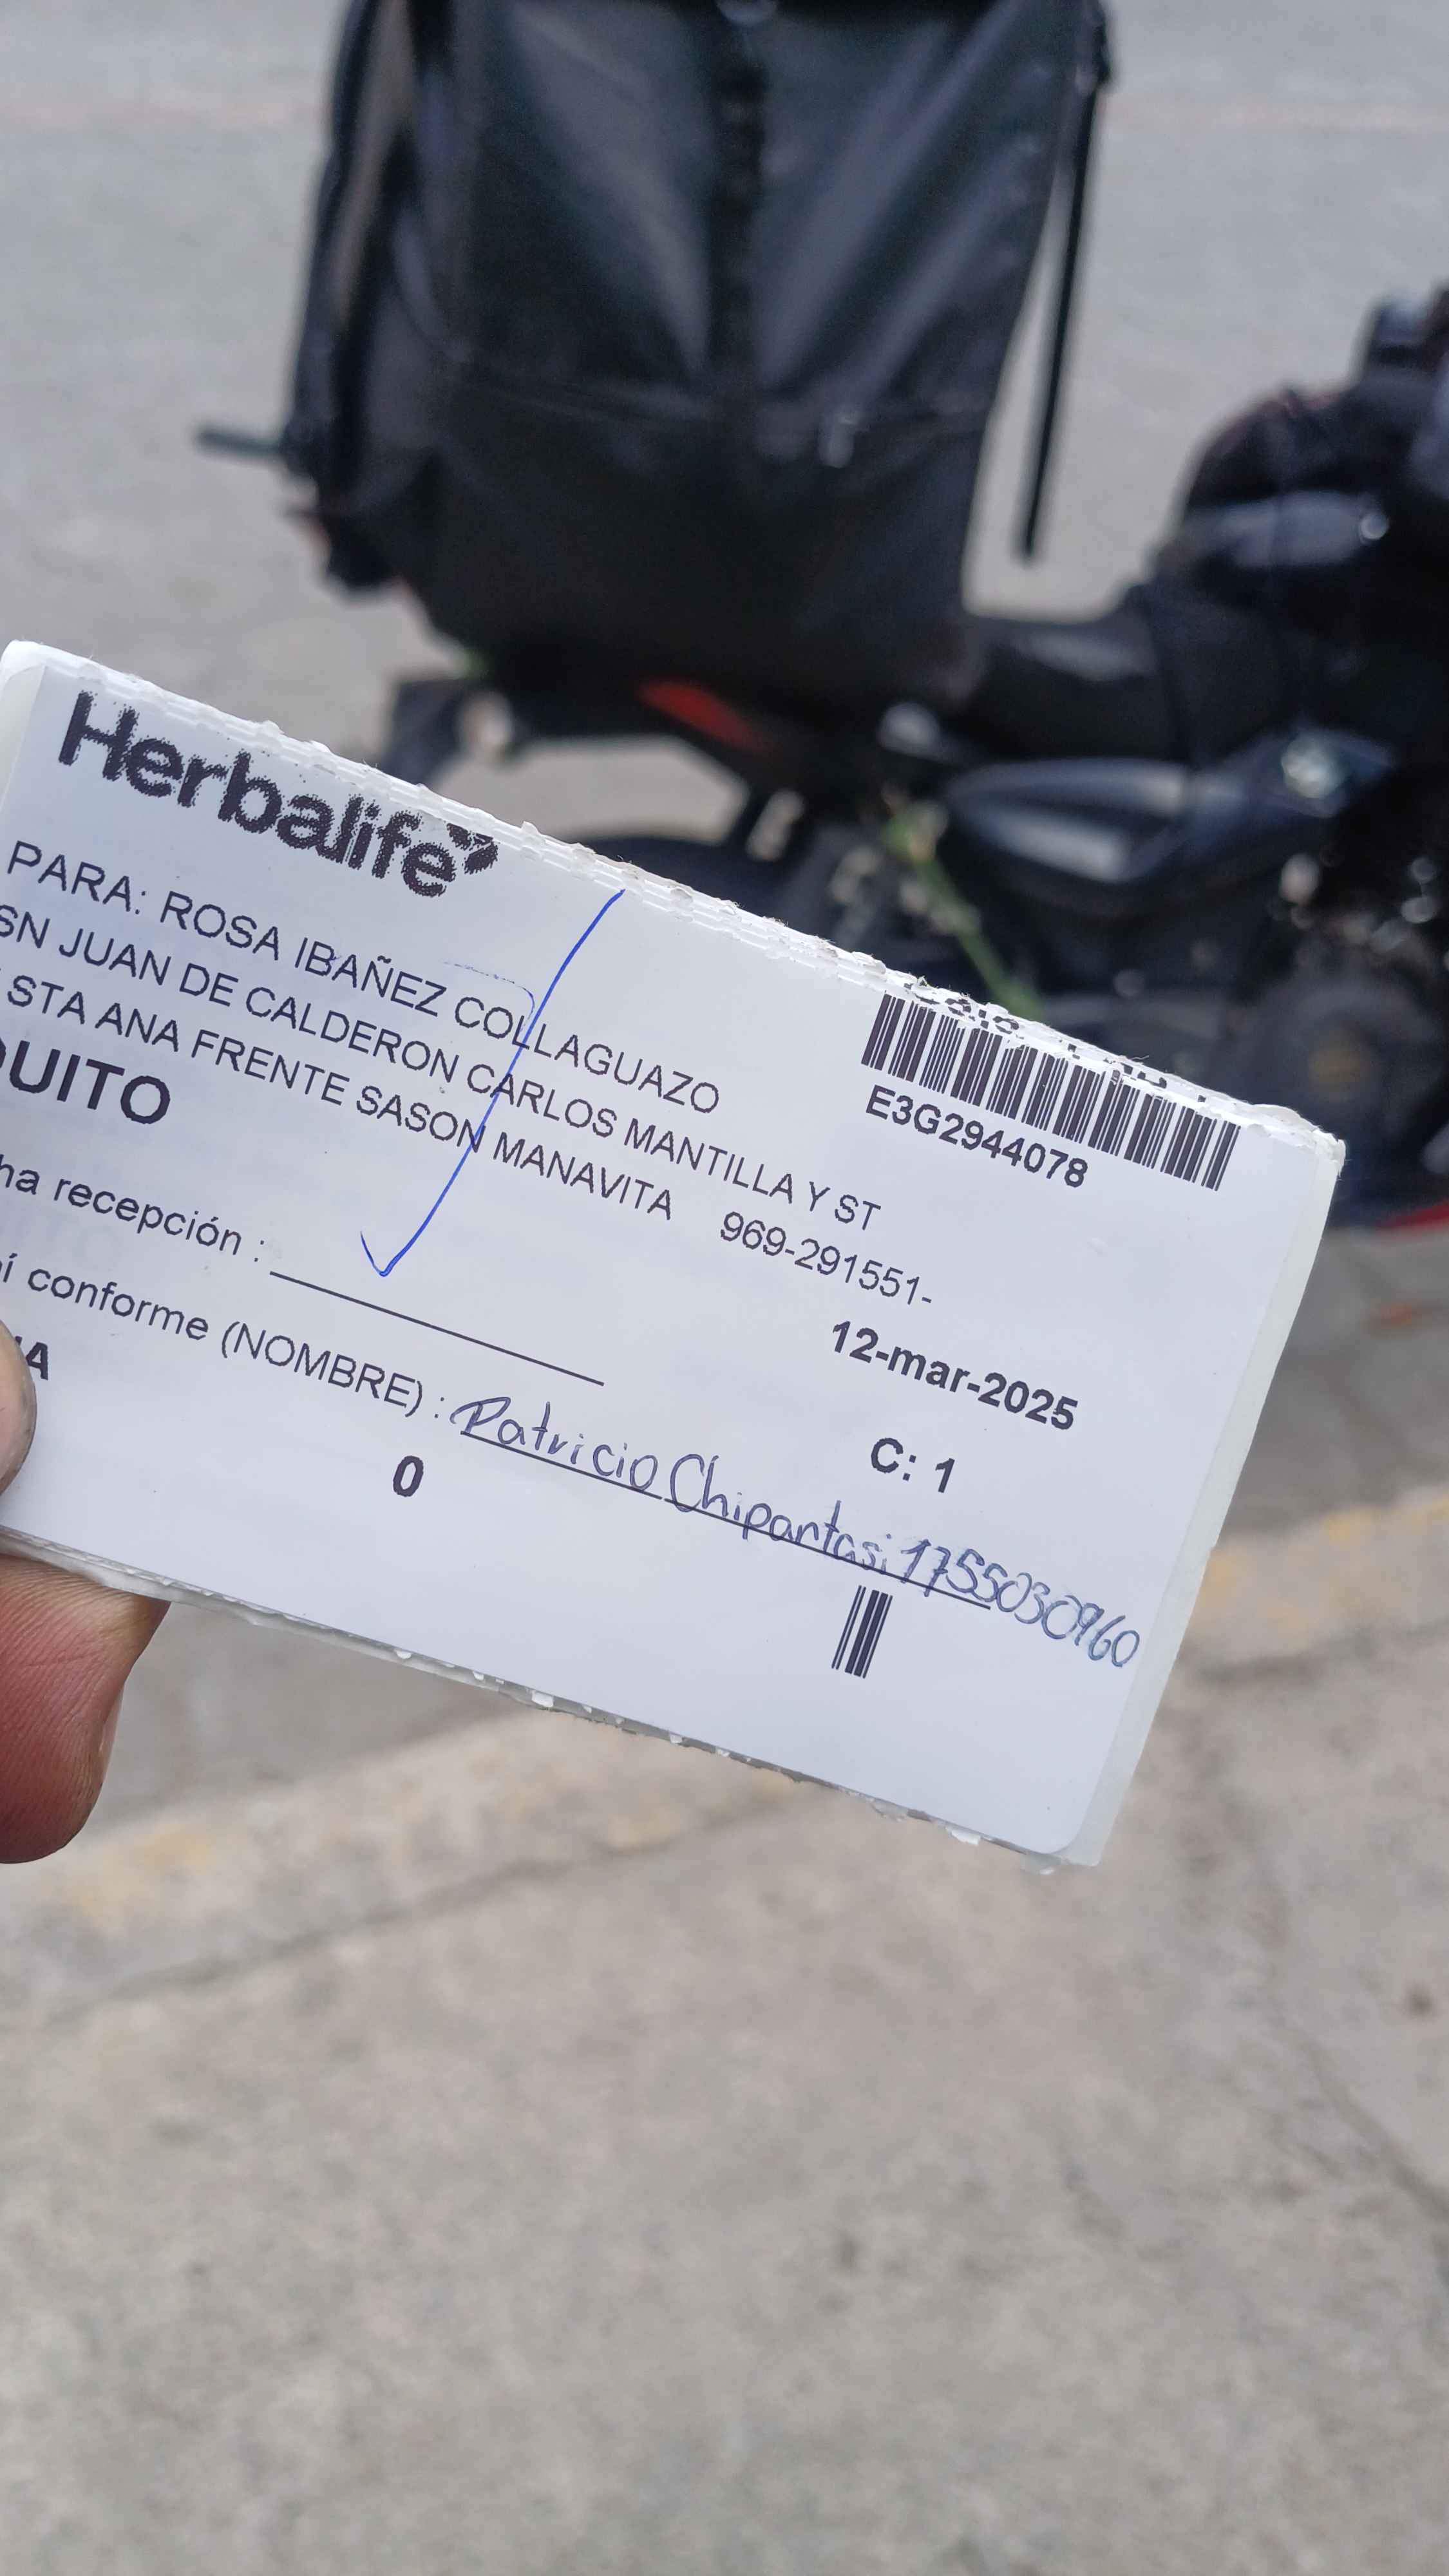 Herbalife
E3G2944078
PARA: ROSA IBAÑEZ COLLAGUAZO
SN JUAN DE CALDERON CARLOS MANTILLA Y ST
STA ANA FRENTE SASON MANAVITA 969-291551-
QUITO
12-mar-2025
ha recepción :
í conforme (NOMBRE) : Patricio Chipantasi 1755030960
C: 1
0